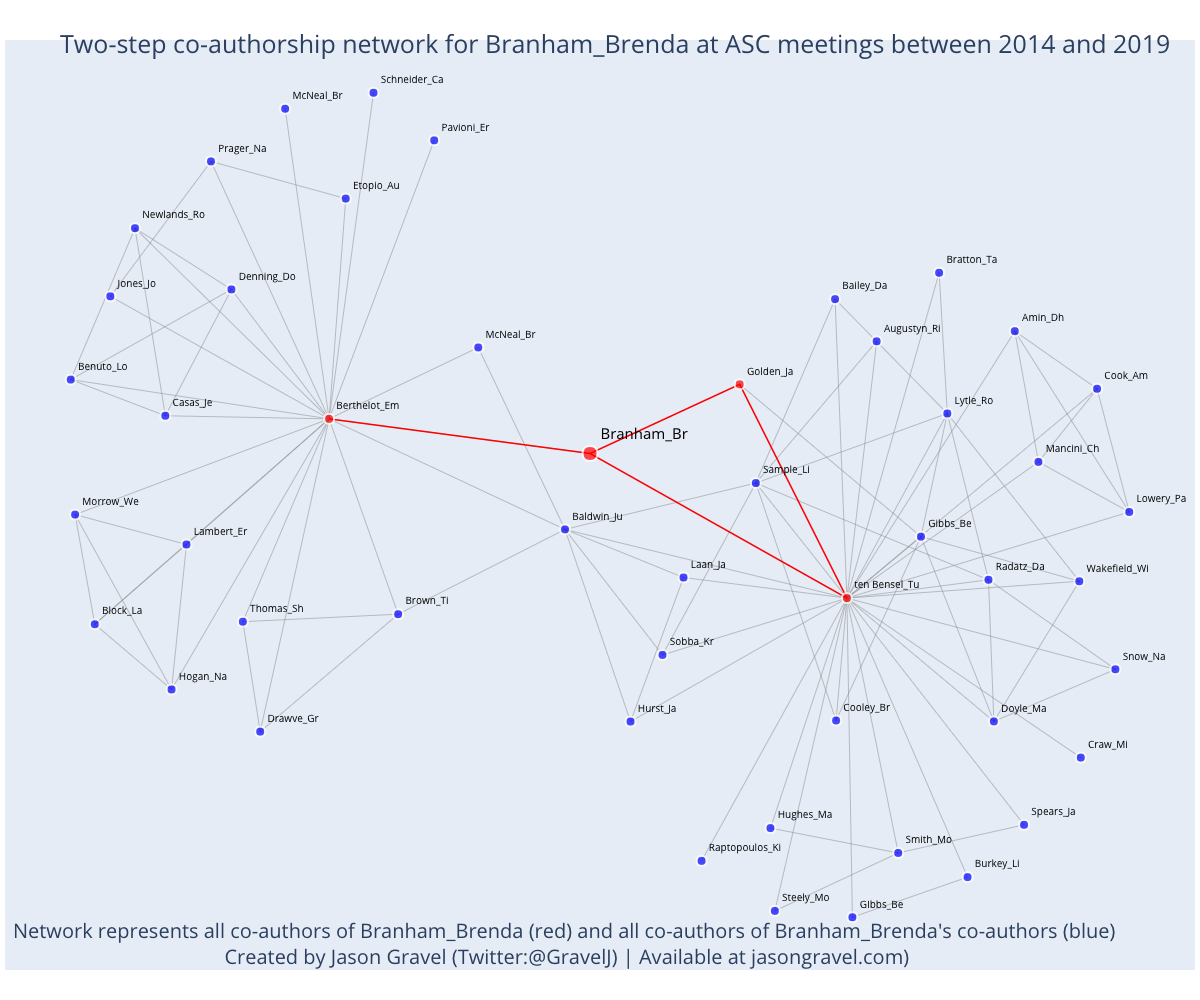 Two-step co-authorship network for Branham_Brenda at ASC meetings between 2014 and 2019
Schneider_Ca
McNeal_Br
Pavioni_Er
Prager_Na
Etopio_Au
Newlands_Ro
Bratton_Ta
Denning_Do
Jones_Jo
Bailey_Da
Amin_Dh
Augustyn_Ri
McNeal_Br
Benuto_Lo
Golden_Ja
Cook_Am
Casas_Je
Berthelot_Em
Lytle_Ro
Branham_Br
Mancini_Ch
Sample_Li
Morrow_We
Lowery_Pa
Baldwin_Ju
Gibbs_Be
Lambert_Er
Laan_Ja
Radatz_Da
Wakefield_Wi
ten Bensel_Tu
Brown_Ti
Block_La
Thomas_Sh
Sobba_Kr
Snow_Na
Hogan_Na
Hurst_Ja
Cooley_Br
Doyle_Ma
Drawve_Gr
Craw_Mi
Spears_Ja
Hughes_Ma
Smith_Mo
Raptopoulos_Ki
Burkey_Li
Steely_Mo
Gibbs_Be
Network represents all co-authors of Branham_Brenda (red) and all co-authors of Branham_Brenda's co-authors (blue)
Created by Jason Gravel (Twitter:@GravelJ) | Available at jasongravel.com)